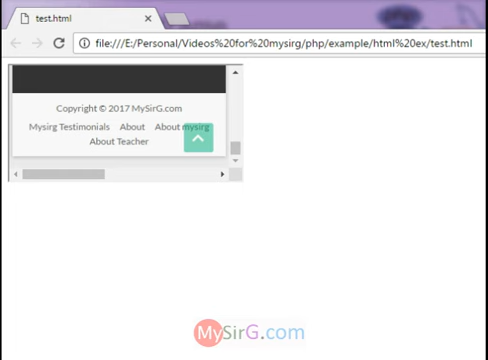 test.html
file:///E:/Personal/Videos%20for%20mysirg/php/example/html%20ex/test.html
Copyright © 2017 MySirG.com
Mysirg Testimonials About About mysirg
About Teacher
MySirG.com